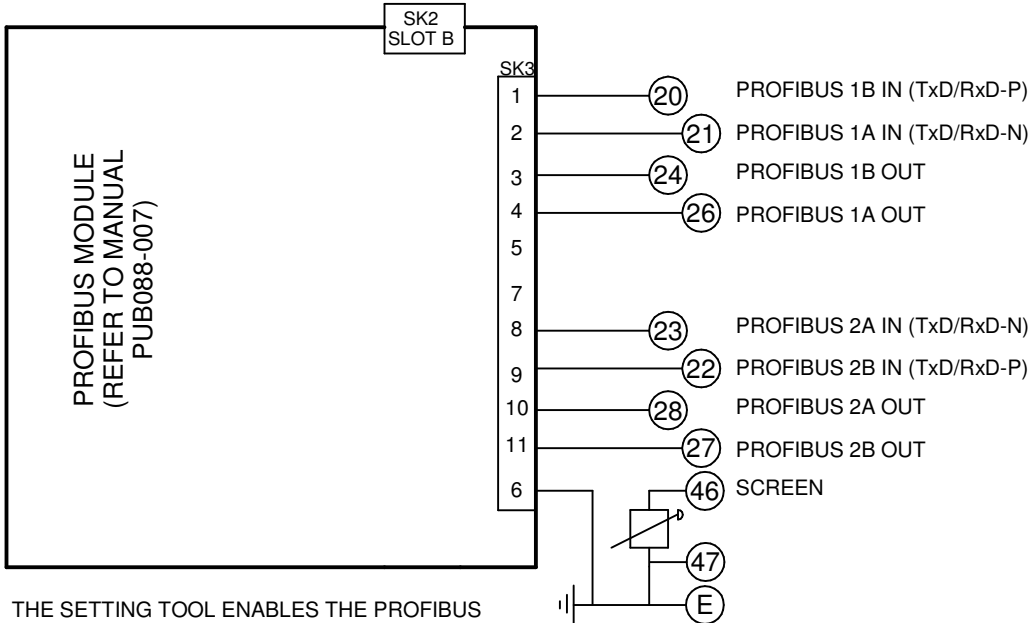 SK2
SLOT B
SK3
PROFIBUS MODULE
(REFER TO MANUAL
PUB088-007)
1 20 PROFIBUS 1B IN (TxD/RxD-P)
2 21 PROFIBUS 1A IN (TxD/RxD-N)
3 24 PROFIBUS 1B OUT
4 26 PROFIBUS 1A OUT
5
7
8 23 PROFIBUS 2A IN (TxD/RxD-N)
9 22 PROFIBUS 2B IN (TxD/RxD-P)
10 28 PROFIBUS 2A OUT
11 27 PROFIBUS 2B OUT
6 46 SCREEN
47
E
THE SETTING TOOL ENABLES THE PROFIBUS